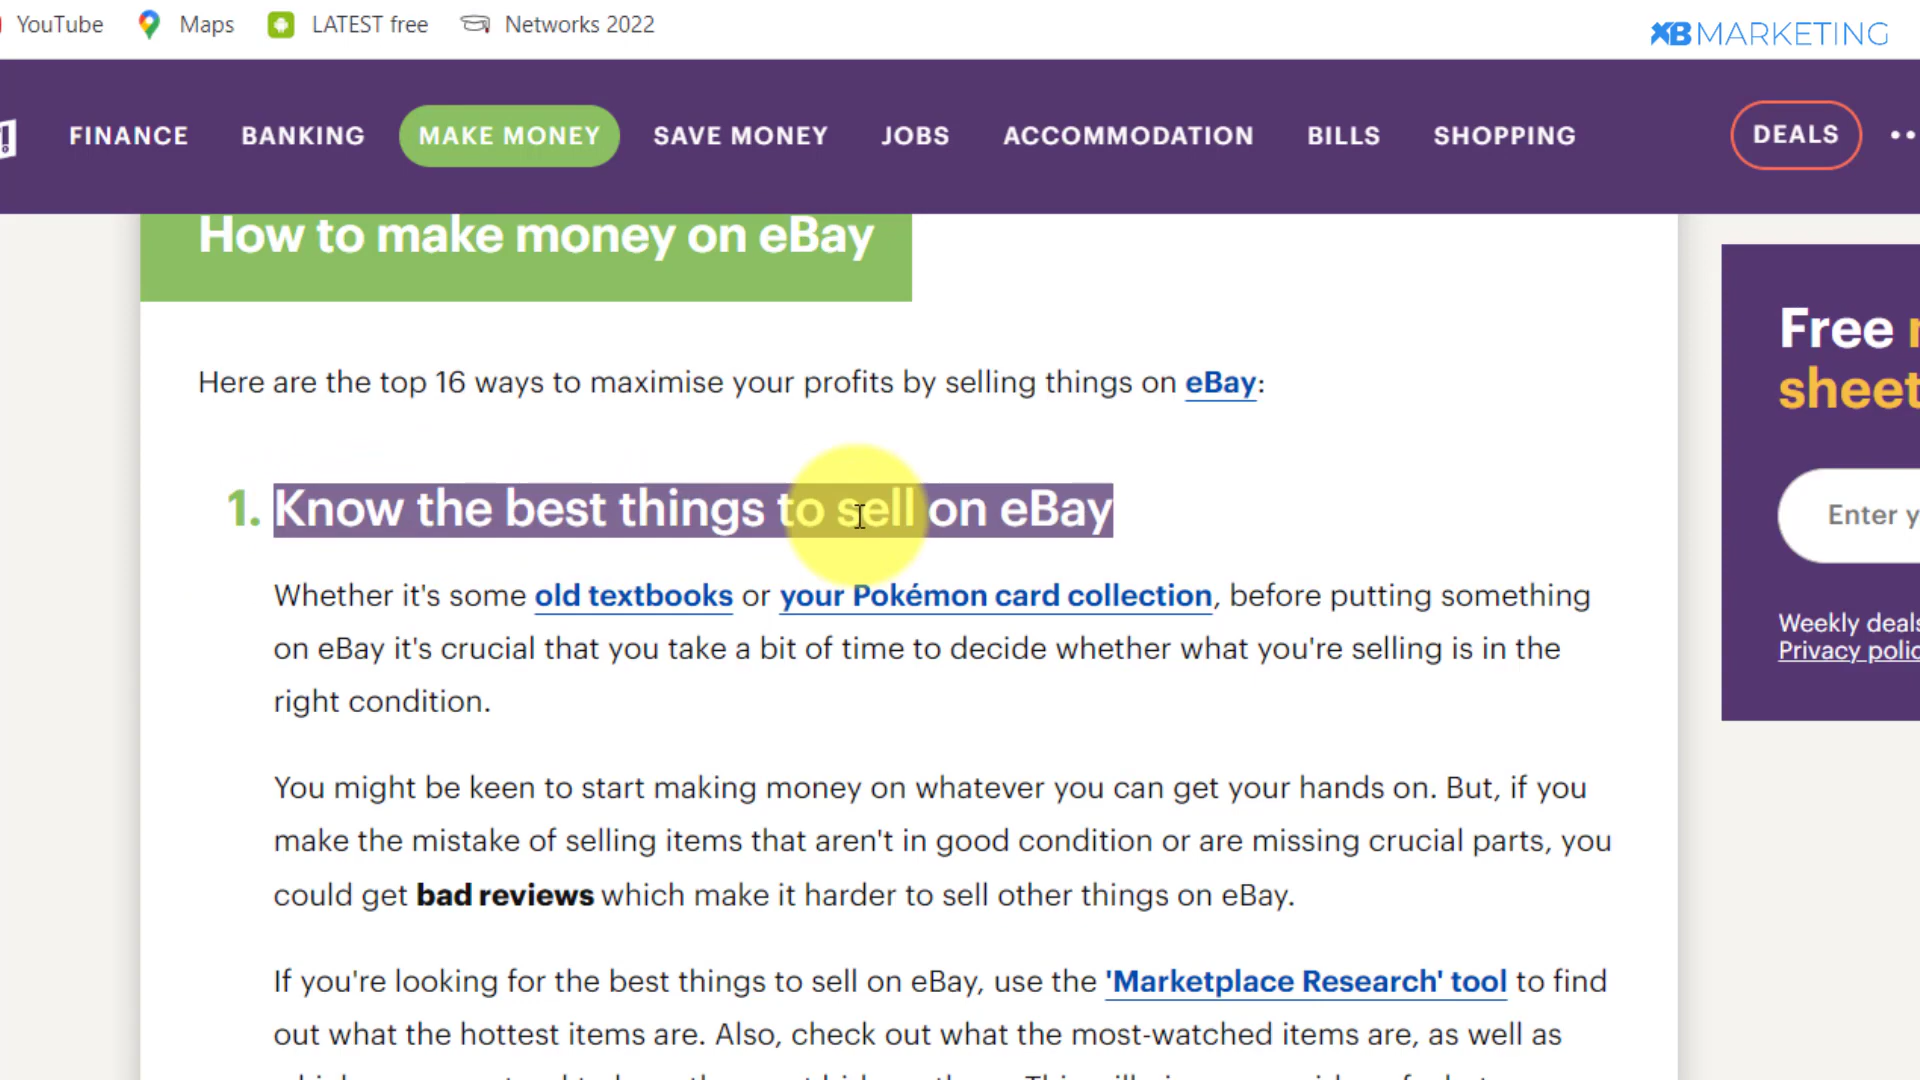 YouTube Maps LATEST free Networks 2022
XB MARKETING
FINANCE BANKING MAKE MONEY SAVE MONEY JOBS ACCOMMODATION BILLS SHOPPING DEALS
How to make money on eBay
Here are the top 16 ways to maximise your profits by selling things on eBay:
1. Know the best things to sell on eBay
Whether it's some old textbooks or your Pokémon card collection, before putting something
on eBay it's crucial that you take a bit of time to decide whether what you're selling is in the
right condition.
You might be keen to start making money on whatever you can get your hands on. But, if you
make the mistake of selling items that aren't in good condition or are missing crucial parts, you
could get bad reviews which make it harder to sell other things on eBay.
If you're looking for the best things to sell on eBay, use the 'Marketplace Research' tool to find
out what the hottest items are. Also, check out what the most-watched items are, as well as
Free
sheet
Enter y
Weekly deals
Privacy polic